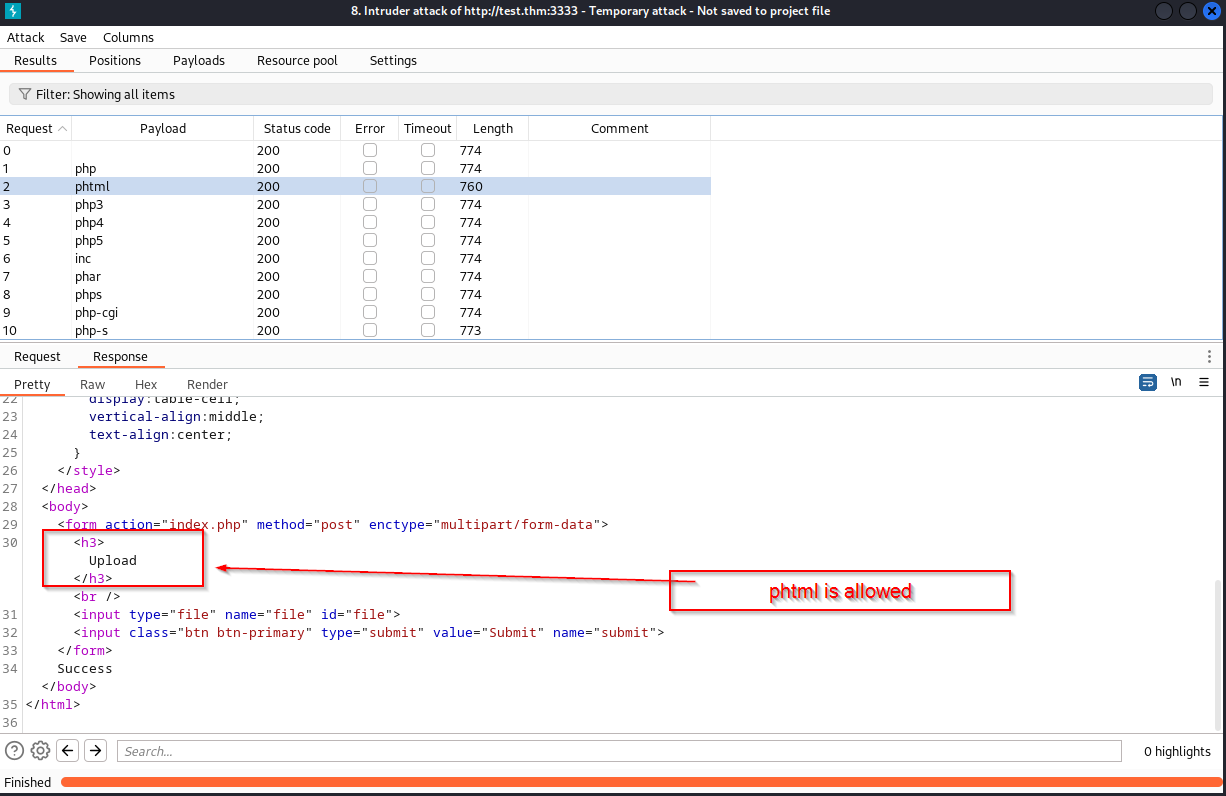 8. Intruder attack of http://test.thm:3333 - Temporary attack - Not saved to project file
Attack Save Columns
Results Positions Payloads Resource pool Settings
Filter: Showing all items
Request Payload Status code Error Timeout Length Comment
0 200 774
1 php 200 774
2 phtml 200 760
3 php3 200 774
4 php4 200 774
5 php5 200 774
6 inc 200 774
7 phar 200 774
8 phps 200 774
9 php-cgi 200 774
10 php-s 200 773
Request Response
Pretty Raw Hex Render \n
22 display:table-cell;
23 vertical-align:middle;
24 text-align:center;
25 }
26 </style>
27 </head>
28 <body>
29 <form action="index.php" method="post" enctype="multipart/form-data">
30 <h3>
Upload
</h3>
phtml is allowed
<br />
31 <input type="file" name="file" id="file">
32 <input class="btn btn-primary" type="submit" value="Submit" name="submit">
33 </form>
34 Success
</body>
35 </html>
36
? Search... 0 highlights
Finished